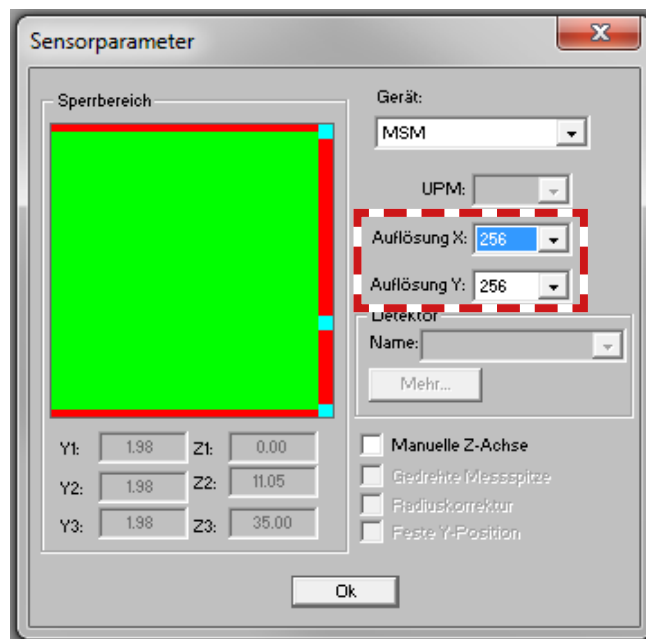 Sensorparameter
Sperrbereich
Gerät:
MSM
UPM:
Auflösung X: 256
Auflösung Y: 256
Detektor
Name:
Mehr...
Y1: 1.98 Z1: 0.00
Y2: 1.98 Z2: 11.05
Y3: 1.98 Z3: 35.00
Manuelle Z-Achse
Gedrehte Messspitze
Radiuskorrektur
Feste Y-Position
Ok